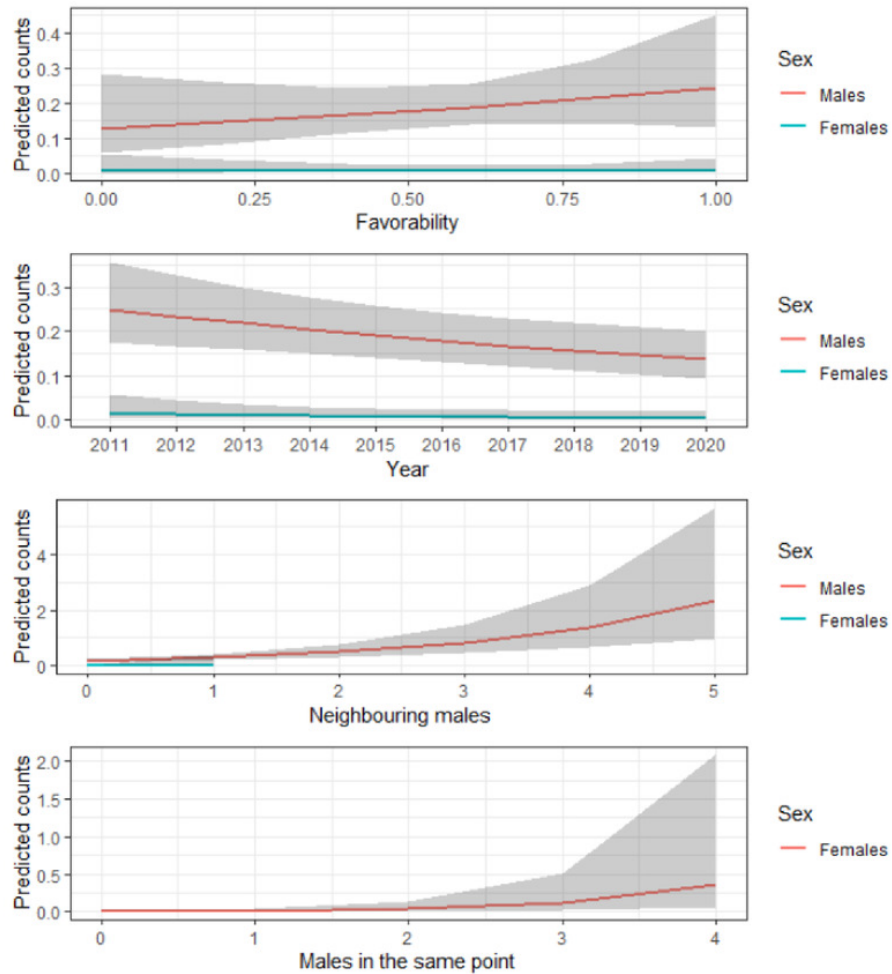 Predicted counts
0.4
0.3
0.2
0.1
0.0
0.00 0.25 0.50 0.75 1.00
Favorability
Sex
Males
Females
Predicted counts
0.3
0.2
0.1
0.0
2011 2012 2013 2014 2015 2016 2017 2018 2019 2020
Year
Sex
Males
Females
Predicted counts
4
2
0
0 1 2 3 4 5
Neighbouring males
Sex
Males
Females
Predicted counts
2.0
1.5
1.0
0.5
0.0
0 1 2 3 4
Males in the same point
Sex
Females